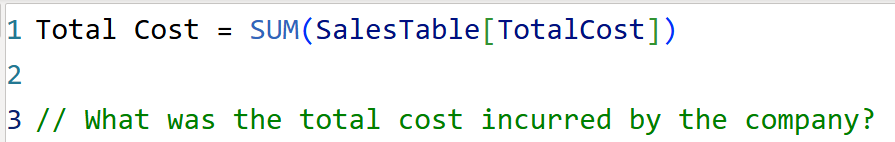 1 Total Cost = SUM(SalesTable[TotalCost])
2
3 // What was the total cost incurred by the company?